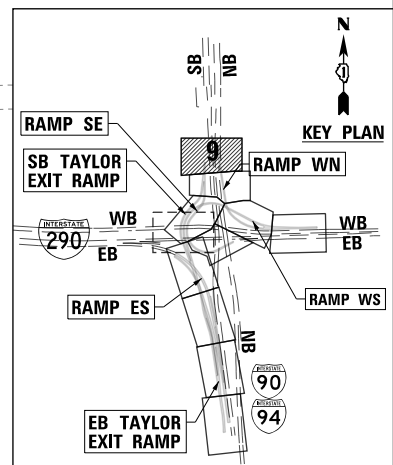 N
1
KEY PLAN
SB
NB
RAMP SE
SB TAYLOR
EXIT RAMP
9
RAMP WN
INTERSTATE
290
WB
EB
WB
EB
RAMP ES
RAMP WS
NB
INTERSTATE
90
INTERSTATE
94
EB TAYLOR
EXIT RAMP